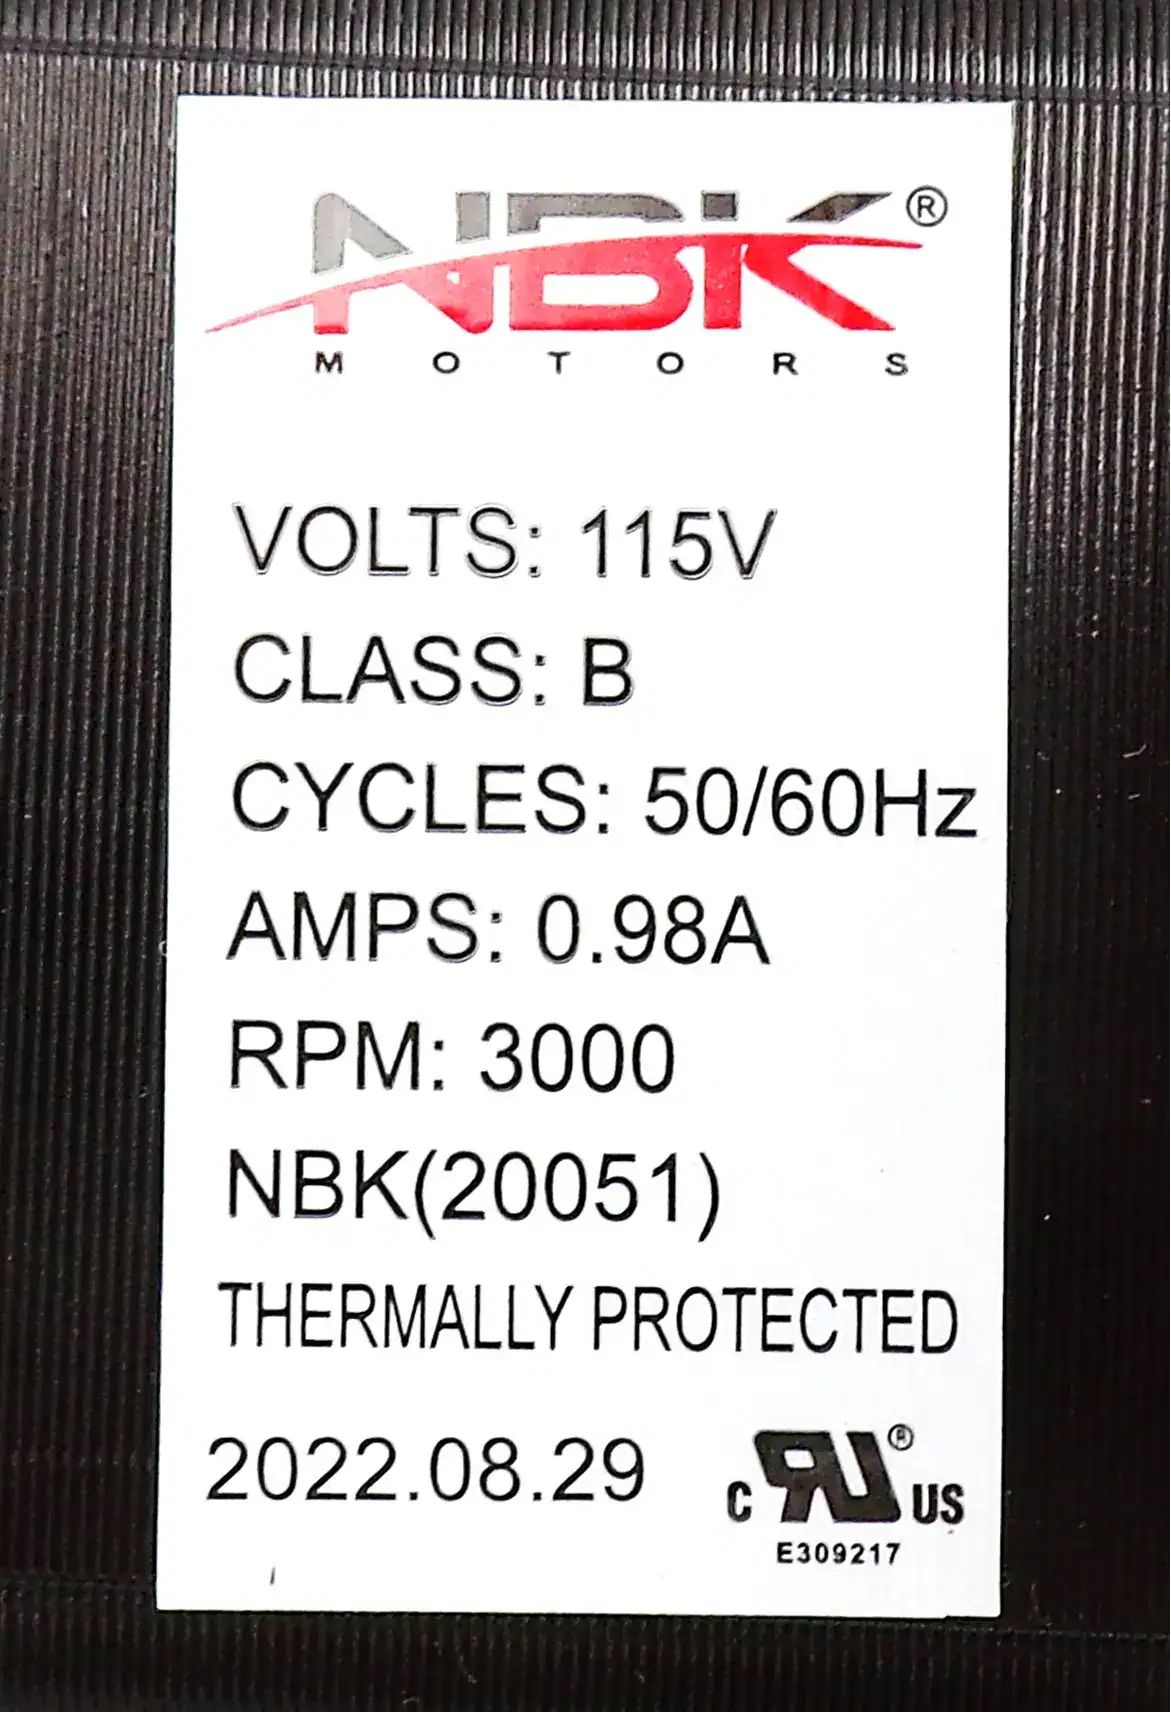 NBK®
MOTORS
VOLTS: 115V
CLASS: B
CYCLES: 50/60Hz
AMPS: 0.98A
RPM: 3000
NBK(20051)
THERMALLY PROTECTED
2022.08.29
C RU® US
E309217